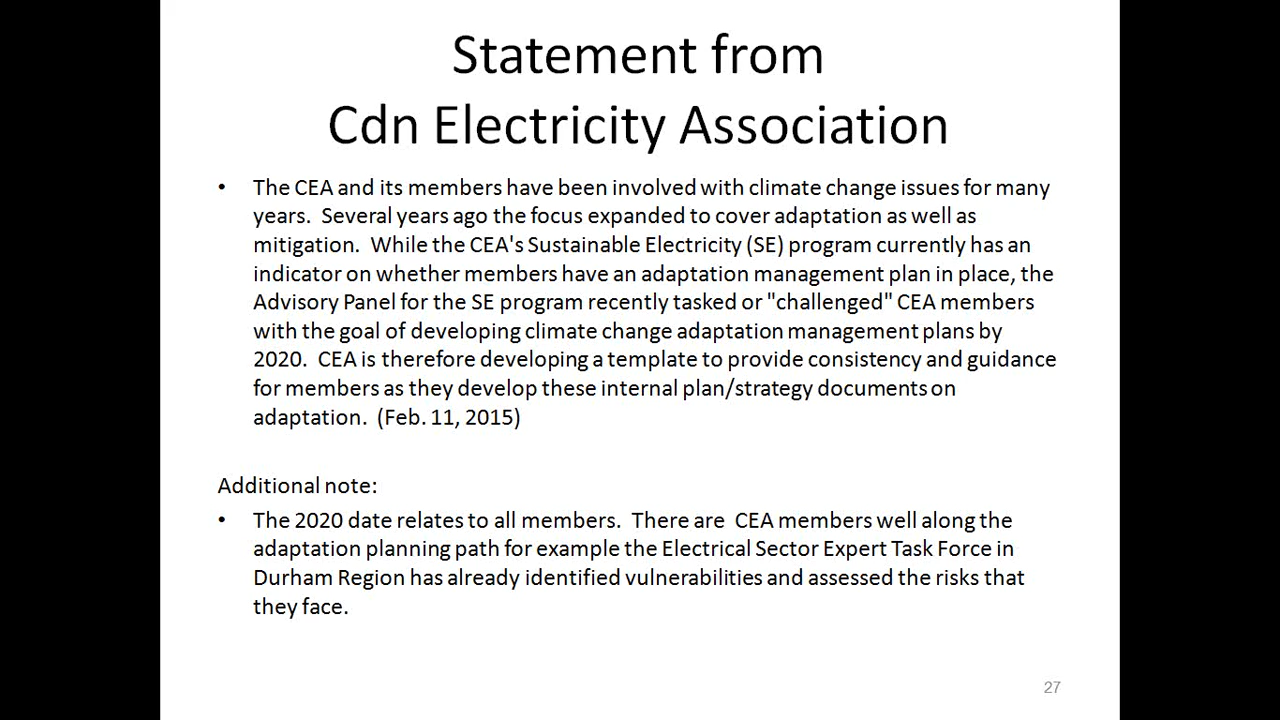 Statement from
Cdn Electricity Association
• The CEA and its members have been involved with climate change issues for many
years.  Several years ago the focus expanded to cover adaptation as well as
mitigation.  While the CEA's Sustainable Electricity (SE) program currently has an
indicator on whether members have an adaptation management plan in place, the
Advisory Panel for the SE program recently tasked or "challenged" CEA members
with the goal of developing climate change adaptation management plans by
2020.  CEA is therefore developing a template to provide consistency and guidance
for members as they develop these internal plan/strategy documents on
adaptation.  (Feb. 11, 2015)
Additional note:
• The 2020 date relates to all members.  There are  CEA members well along the
adaptation planning path for example the Electrical Sector Expert Task Force in
Durham Region has already identified vulnerabilities and assessed the risks that
they face.
27